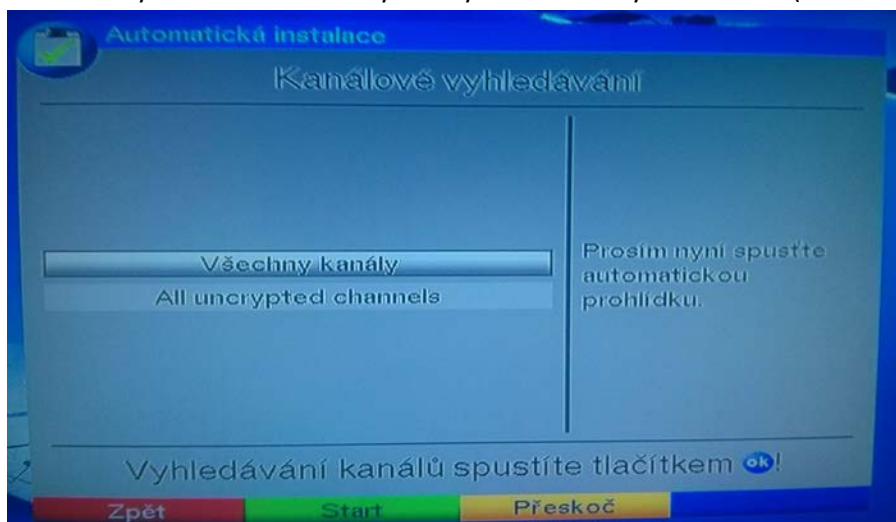 Automatická instalace
Kanálové vyhledávání
Všechny kanály
All uncrypted channels
Prosím nyní spusťte
automatickou
prohlídku.
Vyhledávání kanálů spustíte tlačítkem ok!
Zpět
Start
Přeskoč